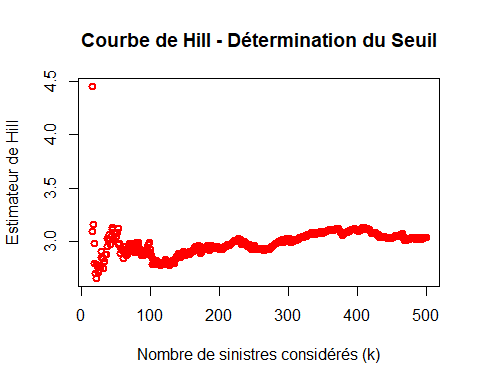 Courbe de Hill - Détermination du Seuil
Estimateur de Hill
4.5
4.0
3.5
3.0
0 100 200 300 400 500
Nombre de sinistres considérés (k)